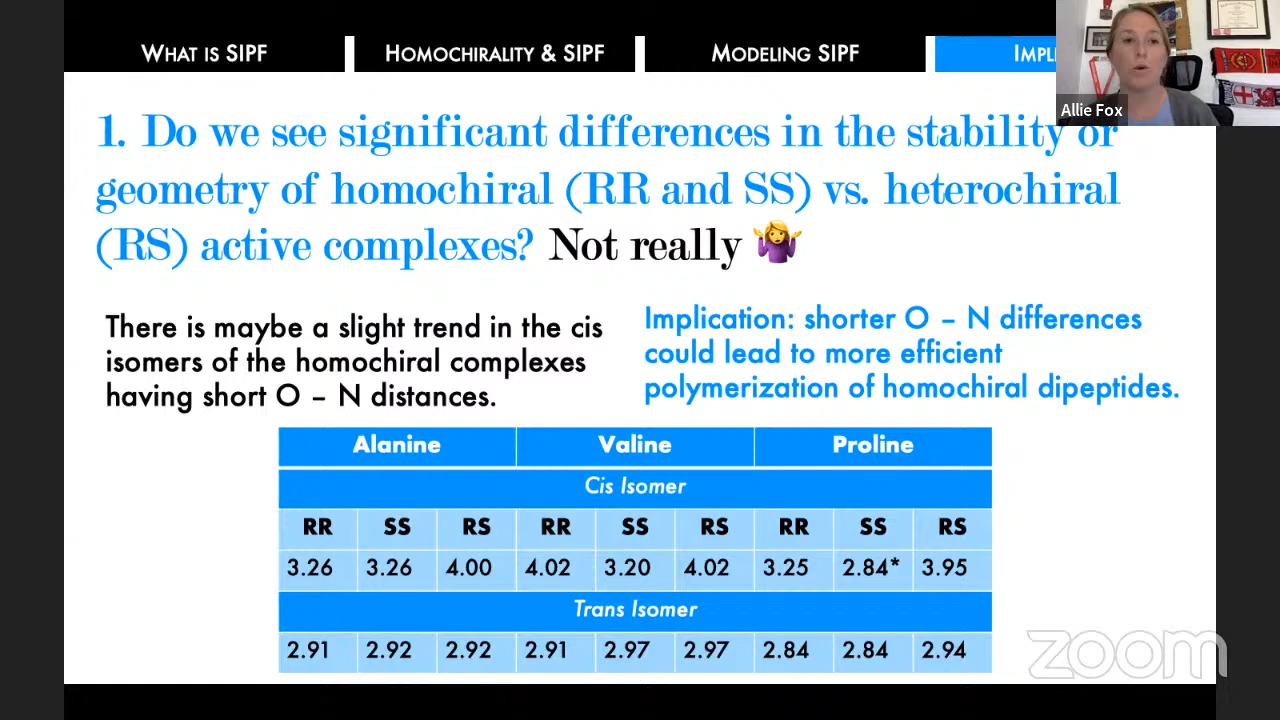 WHAT IS SIPF
HOMOCHIRALITY & SIPF
MODELING SIPF
Allie Fox
1. Do we see significant differences in the stability or
geometry of homochiral (RR and SS) vs. heterochiral
(RS) active complexes? Not really 🤷‍♀️
There is maybe a slight trend in the cis
isomers of the homochiral complexes
having short O – N distances.
Implication: shorter O – N differences
could lead to more efficient
polymerization of homochiral dipeptides.
Alanine Valine Proline
Cis Isomer
RR SS RS RR SS RS RR SS RS
3.26 3.26 4.00 4.02 3.20 4.02 3.25 2.84* 3.95
Trans Isomer
2.91 2.92 2.92 2.91 2.97 2.97 2.84 2.84 2.94
zoom